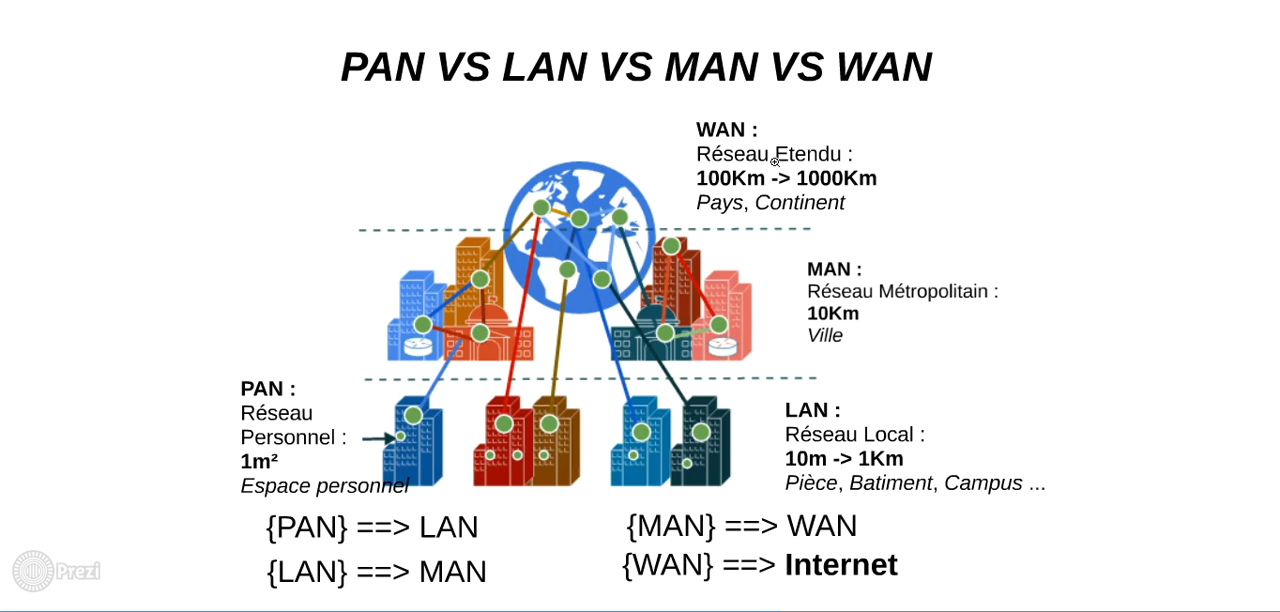 PAN VS LAN VS MAN VS WAN
WAN :
Réseau Etendu :
100Km -> 1000Km
Pays, Continent
MAN :
Réseau Métropolitain :
10Km
Ville
PAN :
Réseau
Personnel :
1m²
Espace personnel
LAN :
Réseau Local :
10m -> 1Km
Pièce, Batiment, Campus ...
{PAN} ==> LAN
{MAN} ==> WAN
{LAN} ==> MAN
{WAN} ==> Internet
Prezi